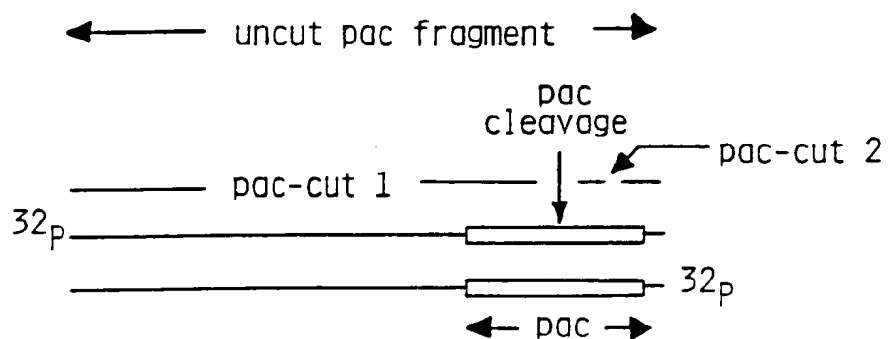 uncut pac fragment
pac
cleavage
pac-cut 2
pac-cut 1
32p
32p
pac